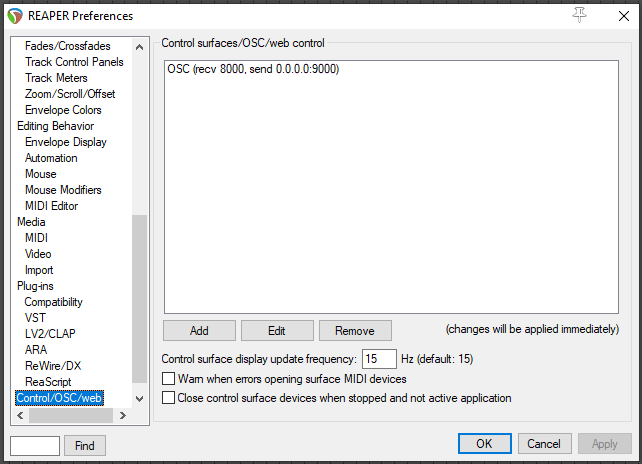 REAPER Preferences
Fades/Crossfades
Track Control Panels
Track Meters
Zoom/Scroll/Offset
Envelope Colors
Editing Behavior
Envelope Display
Automation
Mouse
Mouse Modifiers
MIDI Editor
Media
MIDI
Video
Import
Plug-ins
Compatibility
VST
LV2/CLAP
ARA
ReWire/DX
ReaScript
Control/OSC/web
Find
Control surfaces/OSC/web control
OSC (recv 8000, send 0.0.0.0:9000)
Add Edit Remove (changes will be applied immediately)
Control surface display update frequency: 15 Hz (default: 15)
Warn when errors opening surface MIDI devices
Close control surface devices when stopped and not active application
OK Cancel Apply